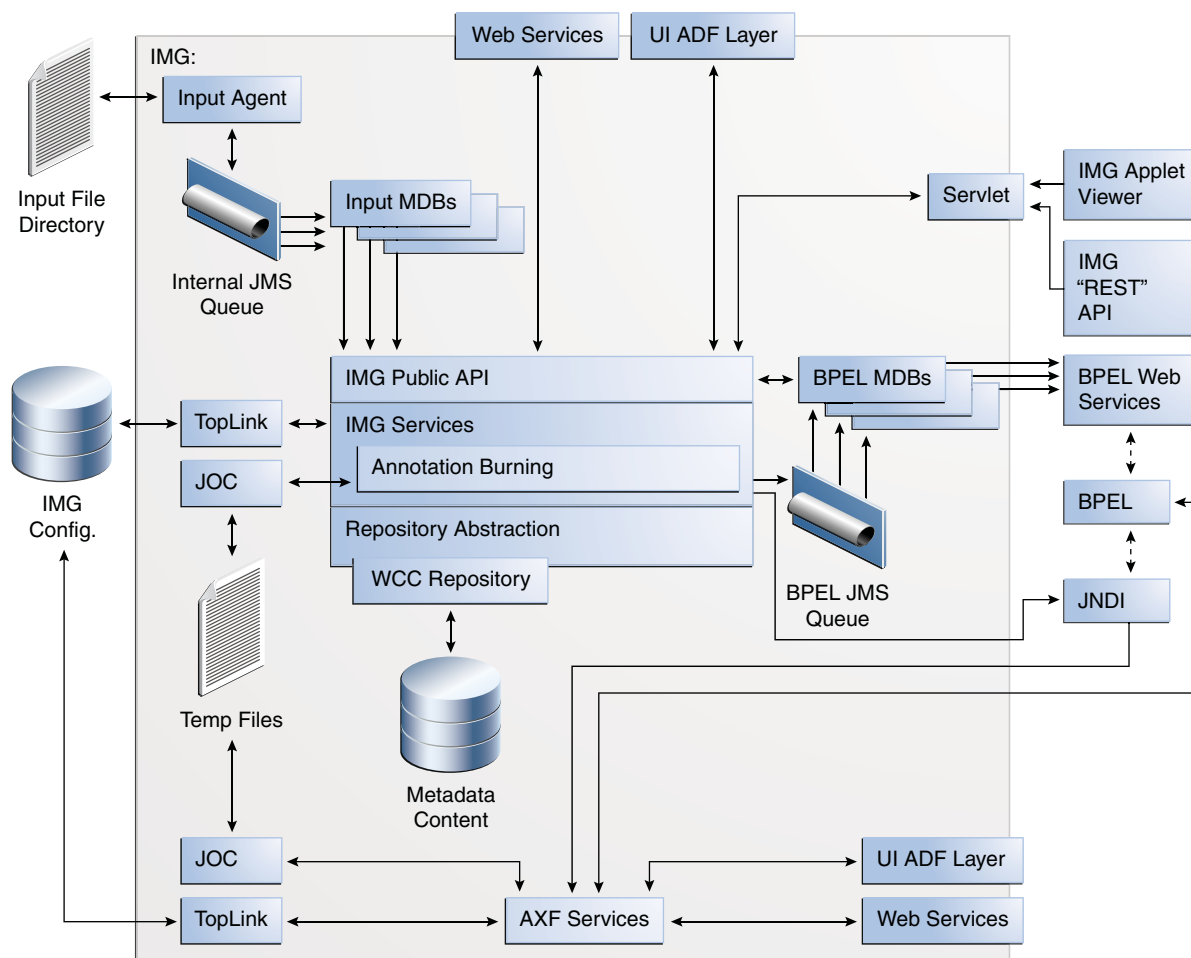 Web Services
UI ADF Layer
IMG:
Input Agent
Input File
Directory
Input MDBs
Internal JMS
Queue
Servlet
IMG Applet
Viewer
IMG
“REST”
API
IMG Public API
BPEL MDBs
BPEL Web
Services
TopLink
IMG Services
JOC
Annotation Burning
IMG
Config.
BPEL
Repository Abstraction
WCC Repository
BPEL JMS
Queue
JNDI
Temp Files
Metadata
Content
JOC
UI ADF Layer
TopLink
AXF Services
Web Services